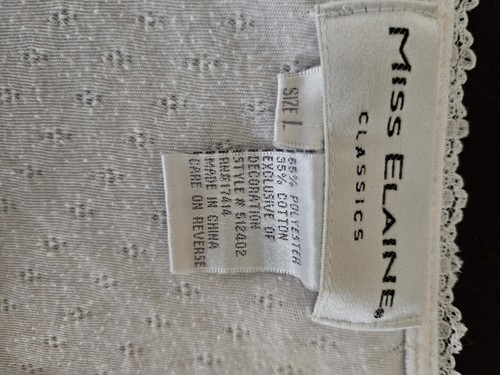 MISS ELAINE®
CLASSICS
SIZE L
65% POLYESTER
35% COTTON
EXCLUSIVE OF
DECORATION
STYLE # 512402
RN#17414
MADE IN CHINA
CARE ON REVERSE